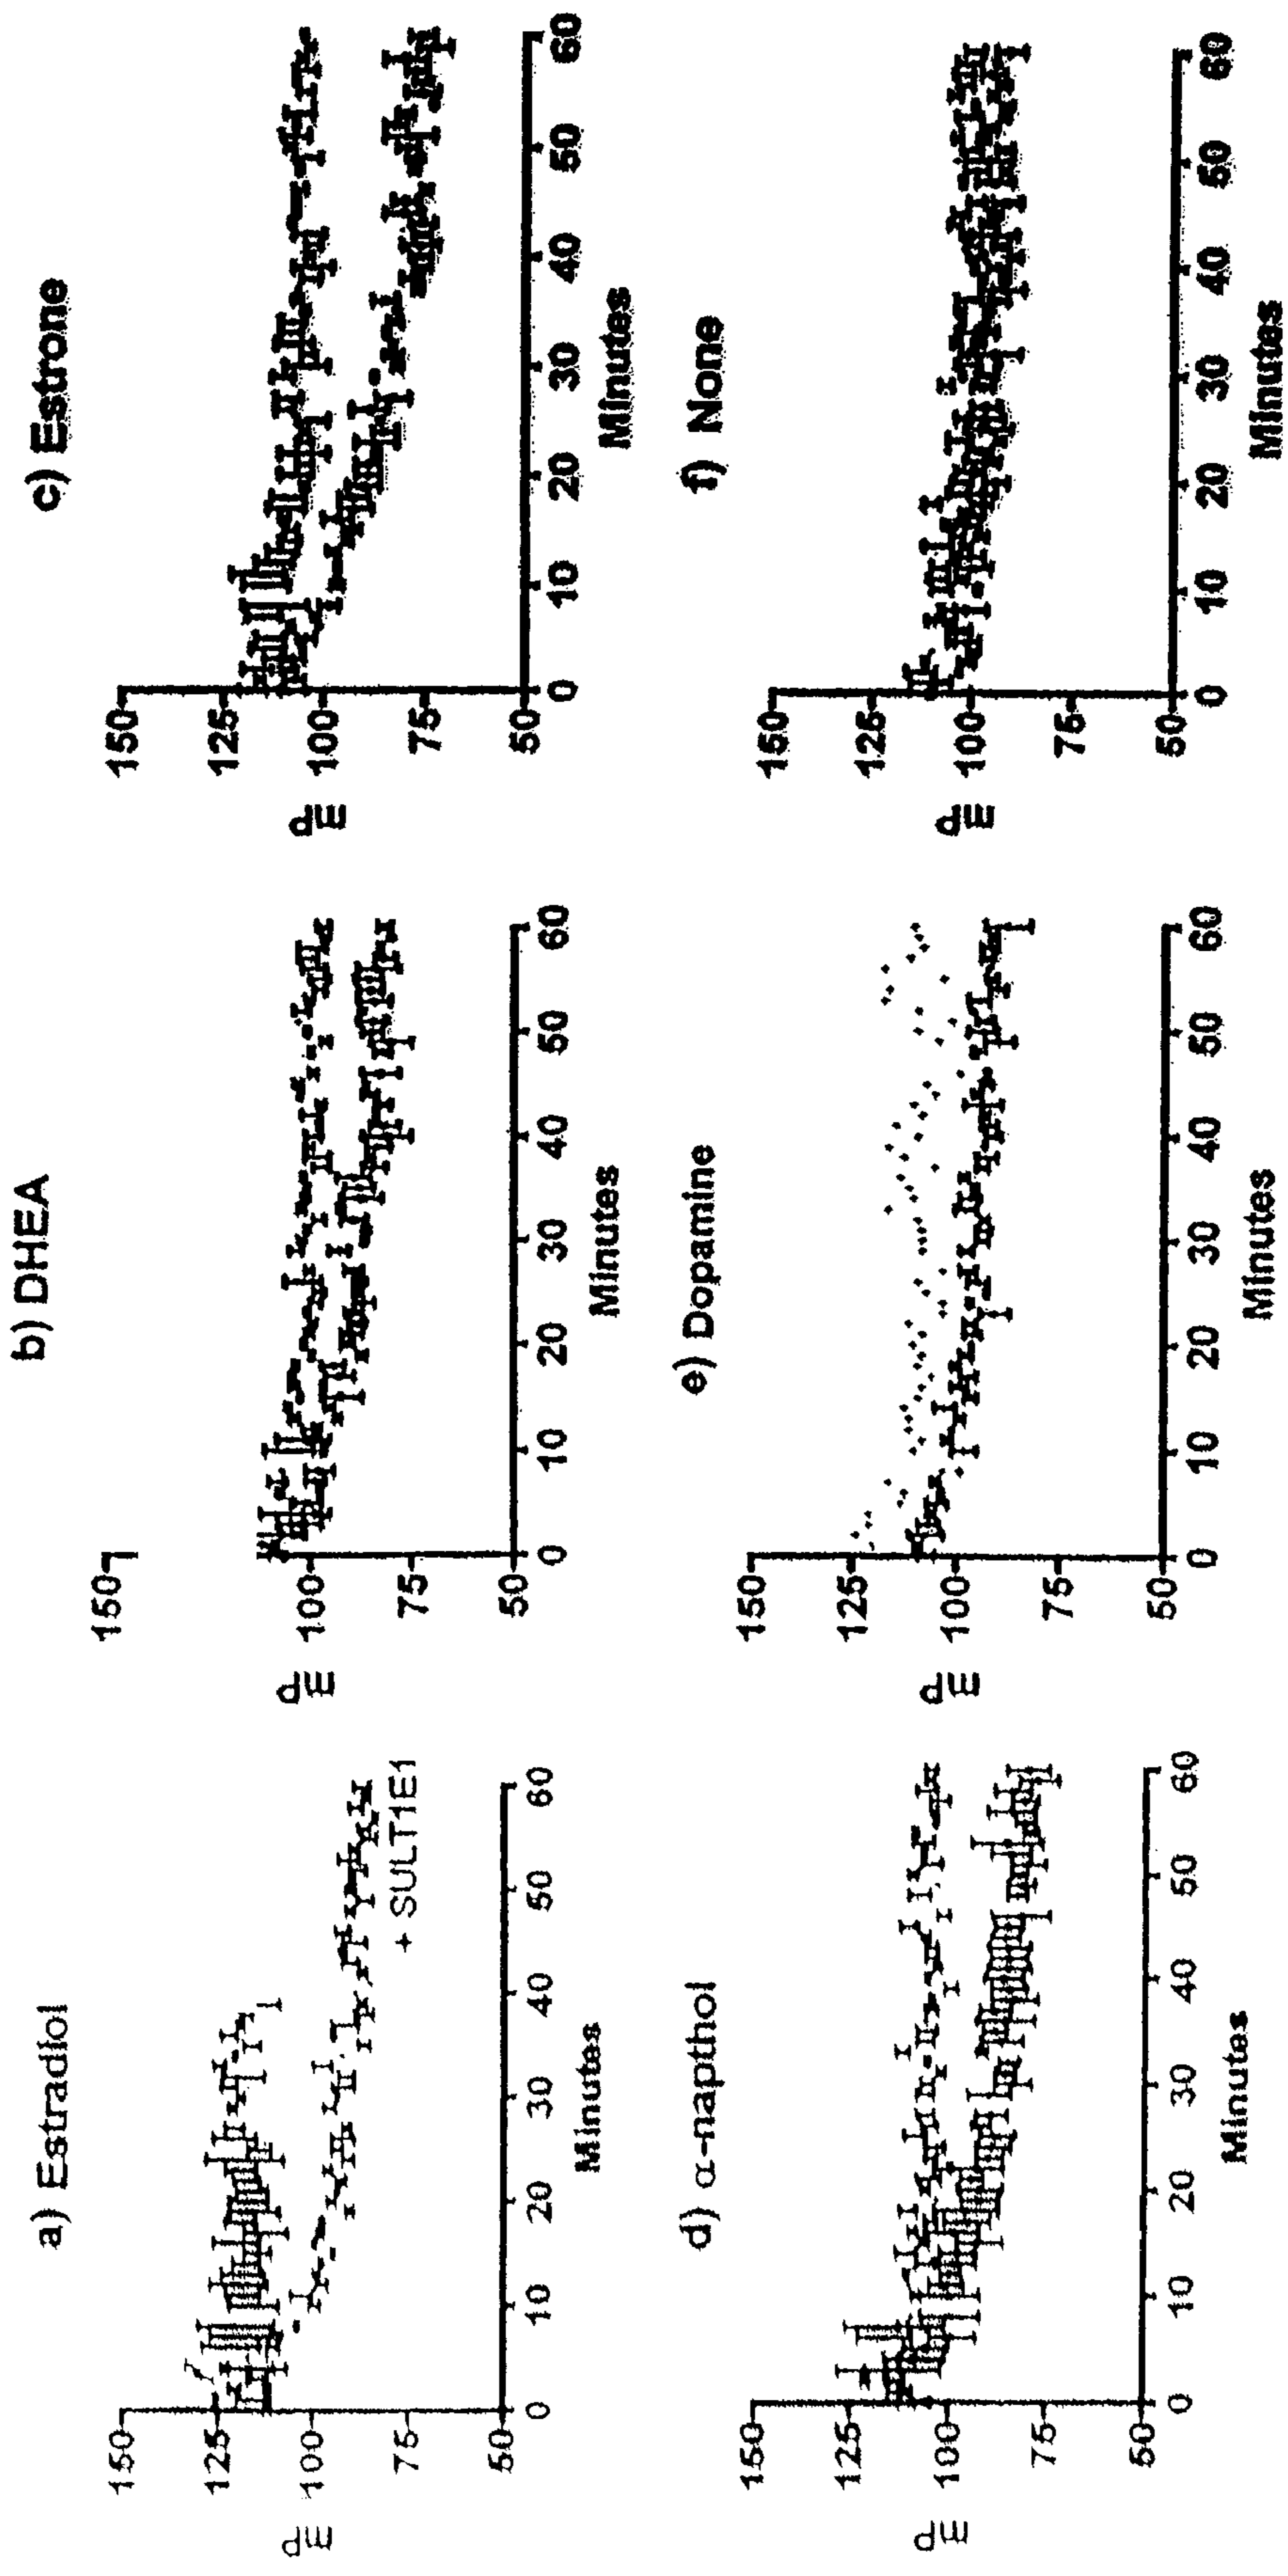 a) Estradiol
150
125
100
75
50
mP
+ SULT1E1
0 10 20 30 40 50 60
Minutes
b) DHEA
150
100
75
50
mP
0 10 20 30 40 50 60
Minutes
c) Estrone
150
125
100
75
50
mP
0 10 20 30 40 50 60
Minutes
d) α-napthol
150
125
100
75
50
mP
0 10 20 30 40 50 60
Minutes
e) Dopamine
150
125
100
75
50
mP
0 10 20 30 40 50 60
Minutes
f) None
150
125
100
75
50
mP
0 10 20 30 40 50 60
Minutes